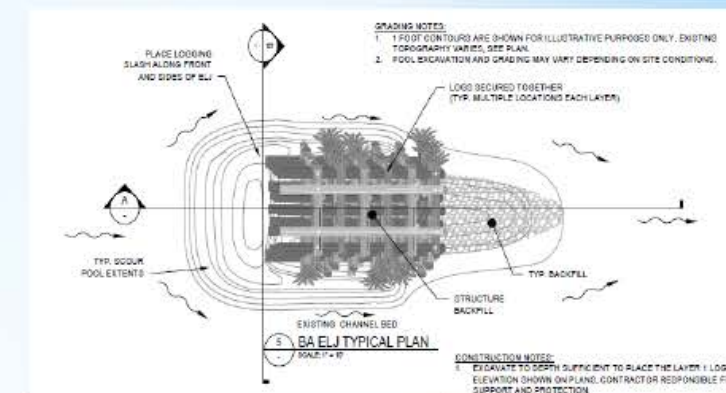 GRADING NOTES:
1. 1 FOOT CONTOURS ARE SHOWN FOR ILLUSTRATIVE PURPOSES ONLY. EXISTING
TOPOGRAPHY VARIES, SEE PLAN.
2. POOL EXCAVATION AND GRADING MAY VARY DEPENDING ON SITE CONDITIONS.
PLACE LOGGING
SLASH ALONG FRONT
AND SIDES OF ELJ
LOGS SECURED TOGETHER
(TYP. MULTIPLE LOCATIONS EACH LAYER)
A
TYP. SCOUR
POOL EXTENTS
TYP. BACKFILL
STRUCTURE
BACKFILL
EXISTING CHANNEL BED
5 BA ELJ TYPICAL PLAN
SCALE: 1" = 10'
CONSTRUCTION NOTES:
1. EXCAVATE TO DEPTH SUFFICIENT TO PLACE THE LAYER 1 LOG
ELEVATION SHOWN ON PLANS. CONTRACTOR RESPONSIBLE F
SUPPORT AND PROTECTION